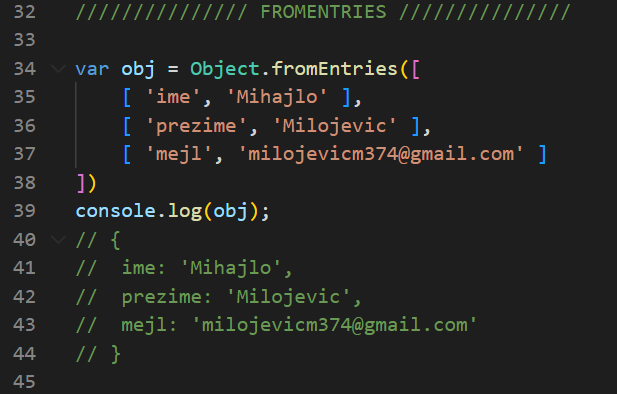 32 /////////////// FROMENTRIES ///////////////
33
34 var obj = Object.fromEntries([
35     [ 'ime', 'Mihajlo' ],
36     [ 'prezime', 'Milojevic' ],
37     [ 'mejl', 'milojevicm374@gmail.com' ]
38 ])
39 console.log(obj);
40 // {
41 //  ime: 'Mihajlo',
42 //  prezime: 'Milojevic',
43 //  mejl: 'milojevicm374@gmail.com'
44 // }
45